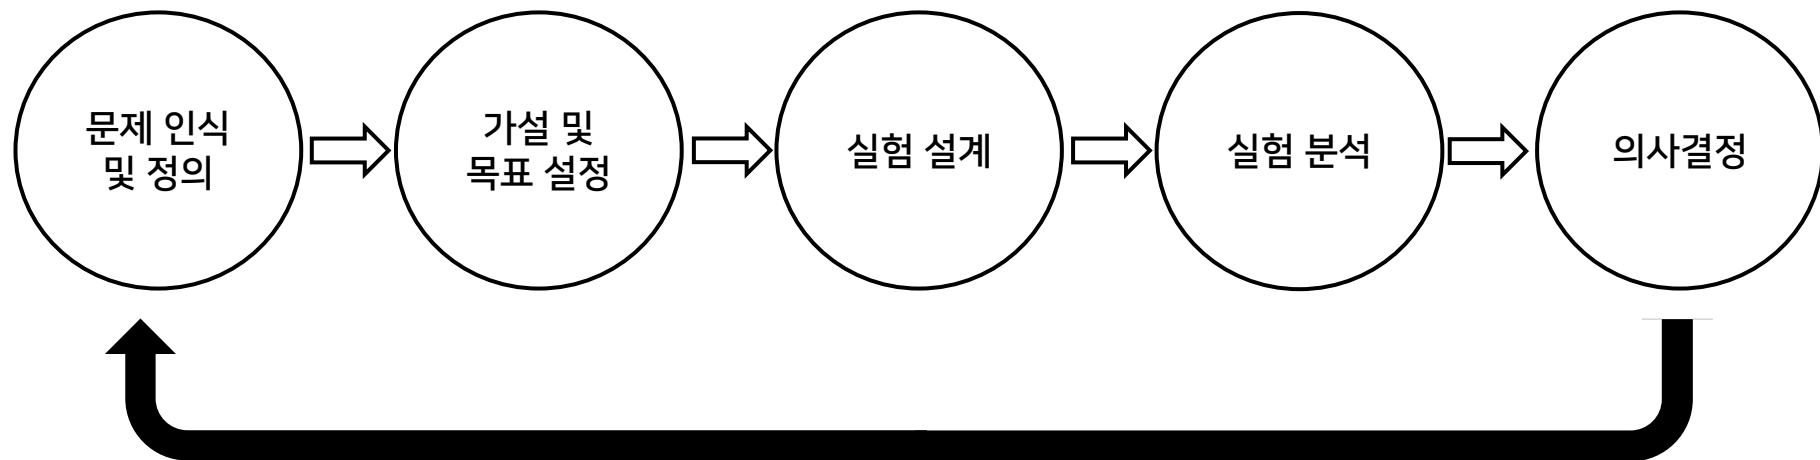 문제 인식
및 정의
가설 및
목표 설정
실험 설계
실험 분석
의사결정